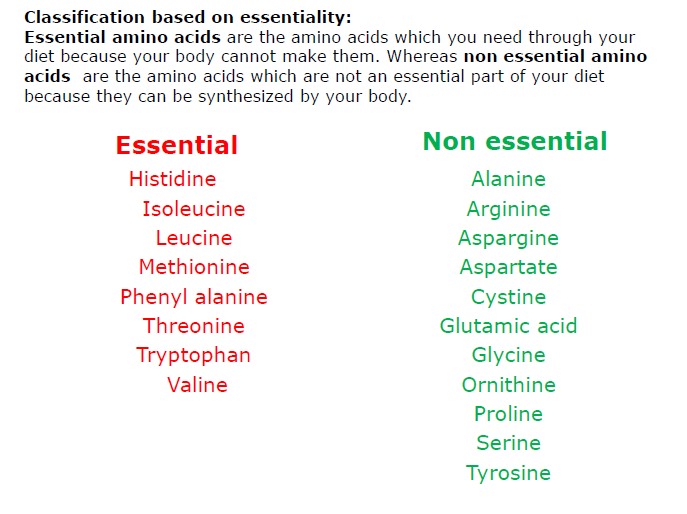 Classification based on essentiality:
Essential amino acids are the amino acids which you need through your
diet because your body cannot make them. Whereas non essential amino
acids  are the amino acids which are not an essential part of your diet
because they can be synthesized by your body.
Essential
Histidine
Isoleucine
Leucine
Methionine
Phenyl alanine
Threonine
Tryptophan
Valine
Non essential
Alanine
Arginine
Aspargine
Aspartate
Cystine
Glutamic acid
Glycine
Ornithine
Proline
Serine
Tyrosine